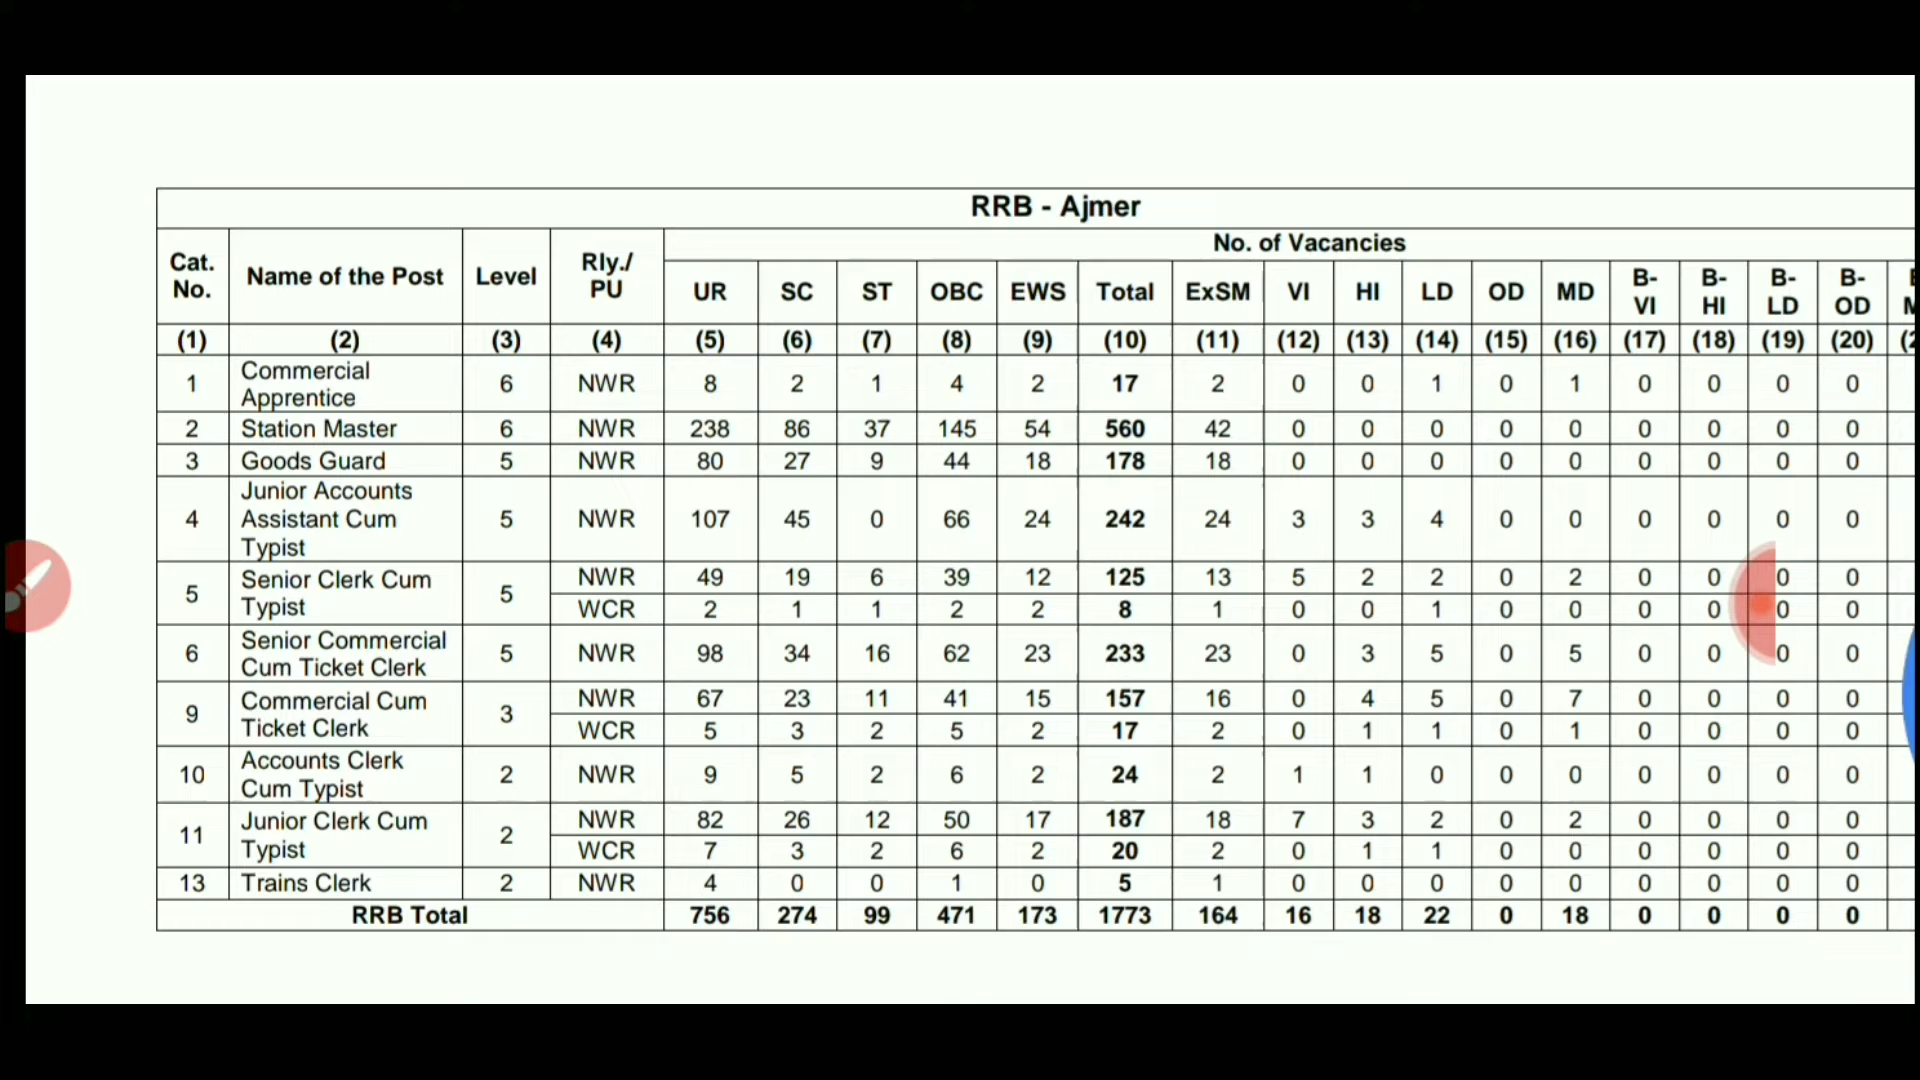 RRB - Ajmer
Cat. No. Name of the Post Level Rly./ PU No. of Vacancies
UR SC ST OBC EWS Total ExSM VI HI LD OD MD B-VI B-HI B-LD B-OD
(1) (2) (3) (4) (5) (6) (7) (8) (9) (10) (11) (12) (13) (14) (15) (16) (17) (18) (19) (20)
1 Commercial Apprentice 6 NWR 8 2 1 4 2 17 2 0 0 1 0 1 0 0 0 0
2 Station Master 6 NWR 238 86 37 145 54 560 42 0 0 0 0 0 0 0 0 0
3 Goods Guard 5 NWR 80 27 9 44 18 178 18 0 0 0 0 0 0 0 0 0
4 Junior Accounts Assistant Cum Typist 5 NWR 107 45 0 66 24 242 24 3 3 4 0 0 0 0 0 0
5 Senior Clerk Cum Typist 5 NWR 49 19 6 39 12 125 13 5 2 2 0 2 0 0 0 0
WCR 2 1 1 2 2 8 1 0 0 1 0 0 0 0 0 0
6 Senior Commercial Cum Ticket Clerk 5 NWR 98 34 16 62 23 233 23 0 3 5 0 5 0 0 0 0
9 Commercial Cum Ticket Clerk 3 NWR 67 23 11 41 15 157 16 0 4 5 0 7 0 0 0 0
WCR 5 3 2 5 2 17 2 0 1 1 0 1 0 0 0 0
10 Accounts Clerk Cum Typist 2 NWR 9 5 2 6 2 24 2 1 1 0 0 0 0 0 0 0
11 Junior Clerk Cum Typist 2 NWR 82 26 12 50 17 187 18 7 3 2 0 2 0 0 0 0
WCR 7 3 2 6 2 20 2 0 1 1 0 0 0 0 0 0
13 Trains Clerk 2 NWR 4 0 0 1 0 5 1 0 0 0 0 0 0 0 0 0
RRB Total 756 274 99 471 173 1773 164 16 18 22 0 18 0 0 0 0